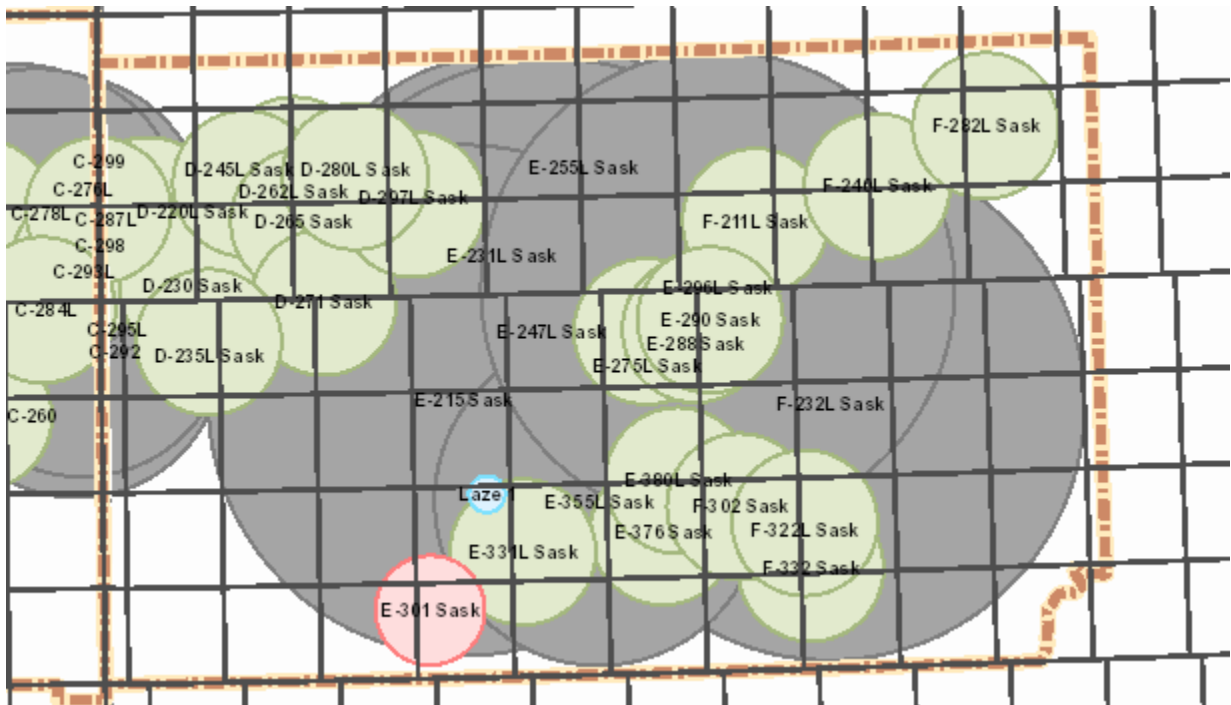 F-282L Sask
C-299
D-245L Sask
D-280L Sask
E-255L Sask
C-276L
D-262L Sask
D-297L Sask
F-240L Sask
C-278L
C-287L
D-220L Sask
D-265 Sask
F-211L Sask
C-298
E-231L Sask
C-293L
D-230 Sask
E-296L Sask
D-271 Sask
C-284L
E-290 Sask
C-295L
E-247L Sask
E-288 Sask
C-292
D-235L Sask
E-275L Sask
E-215 Sask
F-232L Sask
C-260
E-380L Sask
Laze 1
E-355L Sask
F-302 Sask
E-376 Sask
F-322L Sask
E-331L Sask
F-332 Sask
E-301 Sask